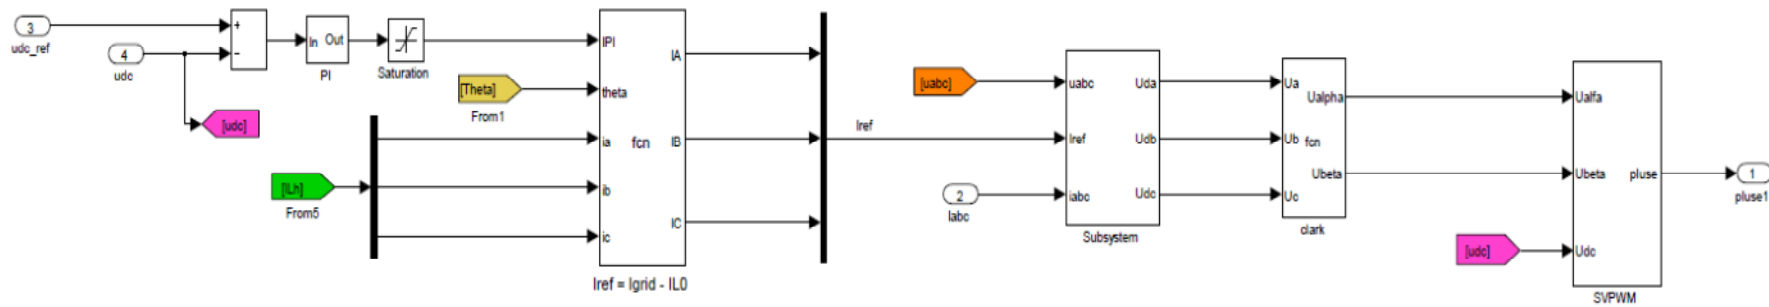 3
udc_ref
4
udc
+
−
In Out
PI
Saturation
[udc]
[Theta]
From1
[ILh]
From5
IPI
theta
ia
ib
ic
fcn
IA
IB
IC
Iref = Igrid - IL0
Iref
[uabc]
2
Iabc
uabc
Iref
iabc
Uda
Udb
Udc
Subsystem
Ua
Ub
Uc
fcn
Ualpha
Ubeta
clark
[udc]
Ualfa
Ubeta
Udc
pluse
SVPWM
1
pluse1